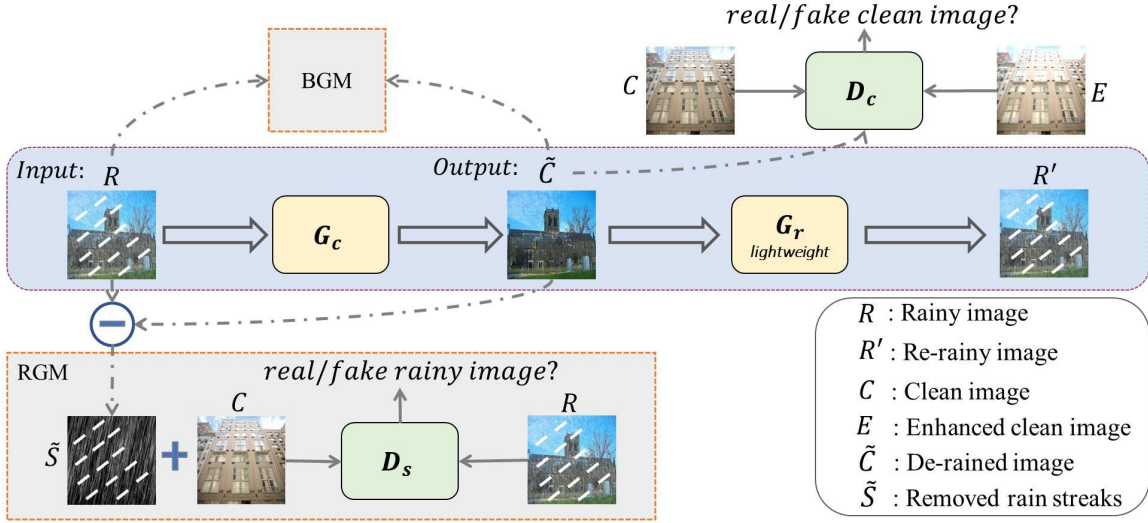 real/fake clean image?
BGM
C
D_c
E
Input:
R
Output: C̃
R′
G_c
G_r
lightweight
RGM
real/fake rainy image?
C
R
S̃
D_s
R : Rainy image
R′ : Re-rainy image
C : Clean image
E : Enhanced clean image
C̃ : De-rained image
S̃ : Removed rain streaks